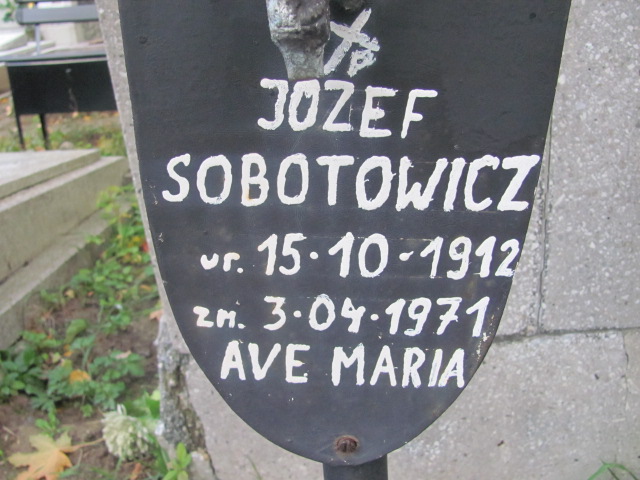 JOZEF
SOBOTOWICZ
ur. 15·10·1912
zm. 3·04·1971
AVE MARIA